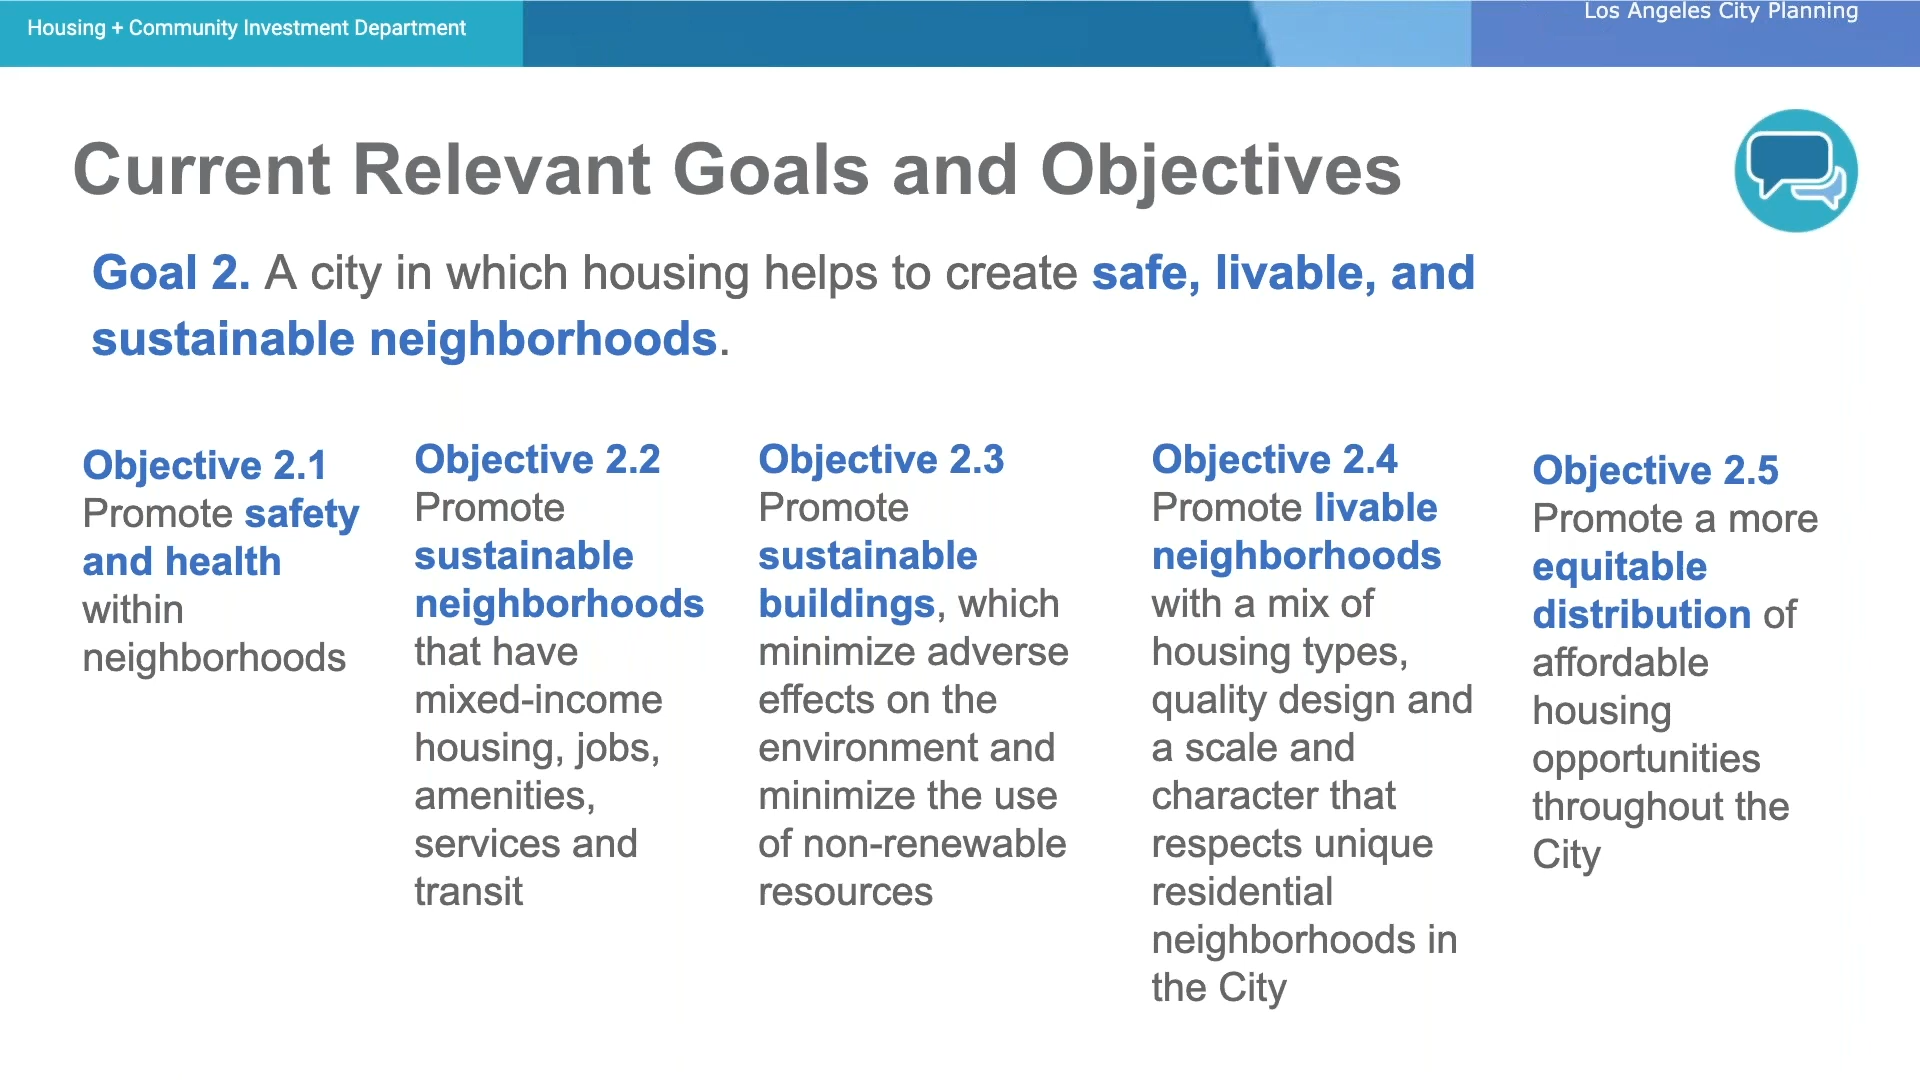 Housing + Community Investment Department
Los Angeles City Planning
Current Relevant Goals and Objectives
Goal 2. A city in which housing helps to create safe, livable, and
sustainable neighborhoods.
Objective 2.1
Promote safety
and health
within
neighborhoods
Objective 2.2
Promote
sustainable
neighborhoods
that have
mixed-income
housing, jobs,
amenities,
services and
transit
Objective 2.3
Promote
sustainable
buildings, which
minimize adverse
effects on the
environment and
minimize the use
of non-renewable
resources
Objective 2.4
Promote livable
neighborhoods
with a mix of
housing types,
quality design and
a scale and
character that
respects unique
residential
neighborhoods in
the City
Objective 2.5
Promote a more
equitable
distribution of
affordable
housing
opportunities
throughout the
City